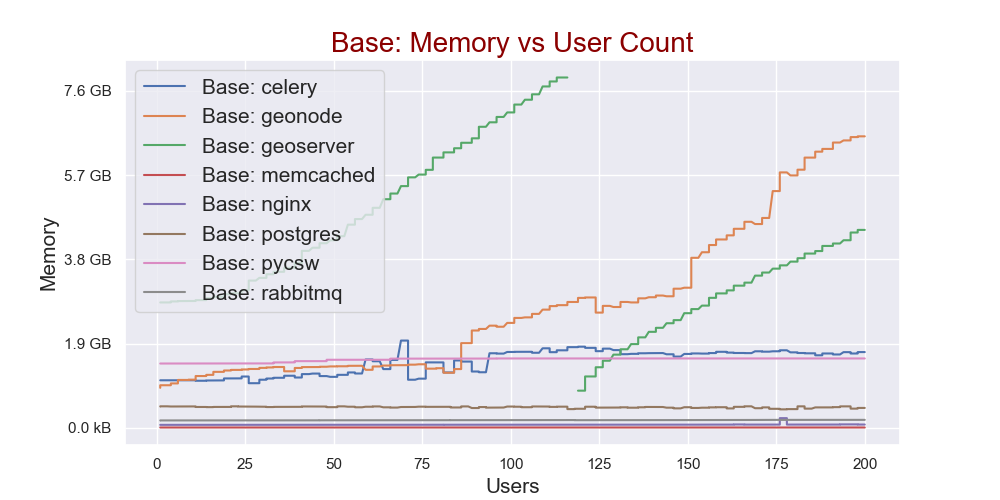 Base: Memory vs User Count
7.6 GB
5.7 GB
3.8 GB
1.9 GB
0.0 kB
Memory
Base: celery
Base: geonode
Base: geoserver
Base: memcached
Base: nginx
Base: postgres
Base: pycsw
Base: rabbitmq
0 25 50 75 100 125 150 175 200
Users